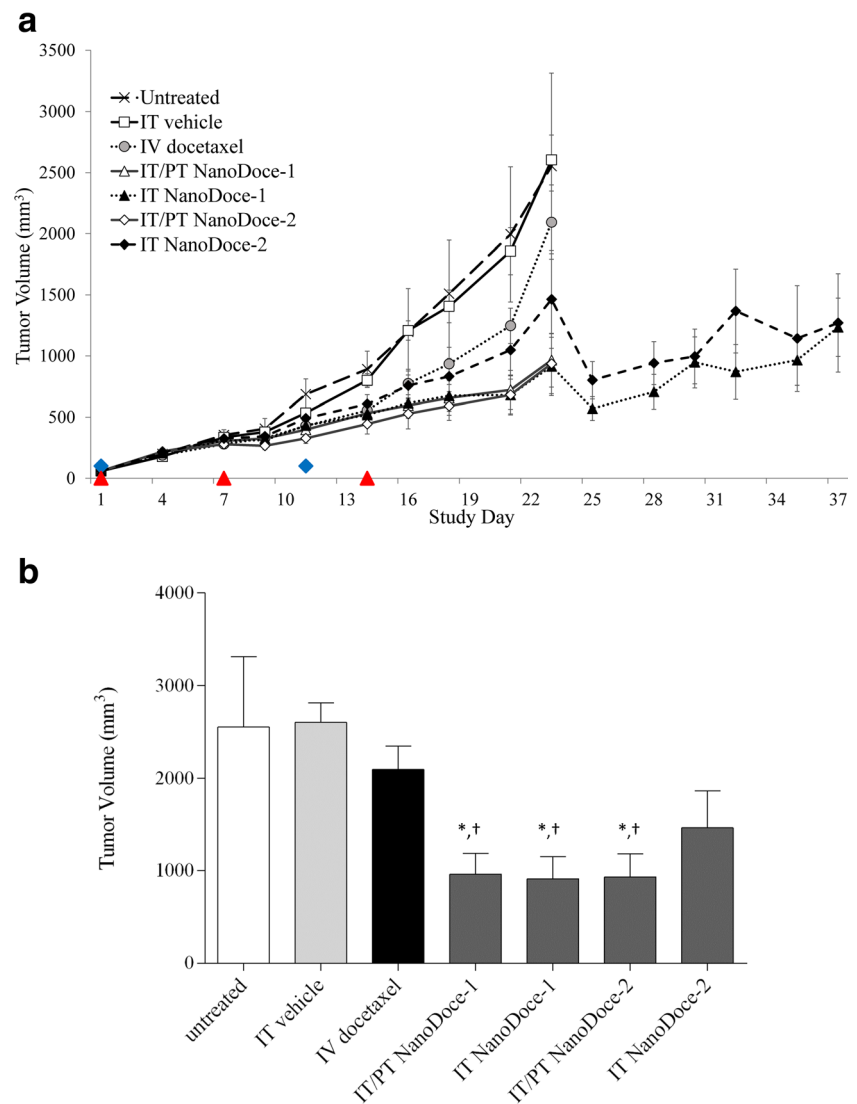 a
3500
3000
2500
2000
1500
1000
500
0
Tumor Volume (mm³)
Untreated
IT vehicle
IV docetaxel
IT/PT NanoDoce-1
IT NanoDoce-1
IT/PT NanoDoce-2
IT NanoDoce-2
1 4 7 10 13 16 19 22 25 28 31 34 37
Study Day
b
4000
3000
2000
1000
0
Tumor Volume (mm³)
*,† *,† *,†
untreated
IT vehicle
IV docetaxel
IT/PT NanoDoce-1
IT NanoDoce-1
IT/PT NanoDoce-2
IT NanoDoce-2